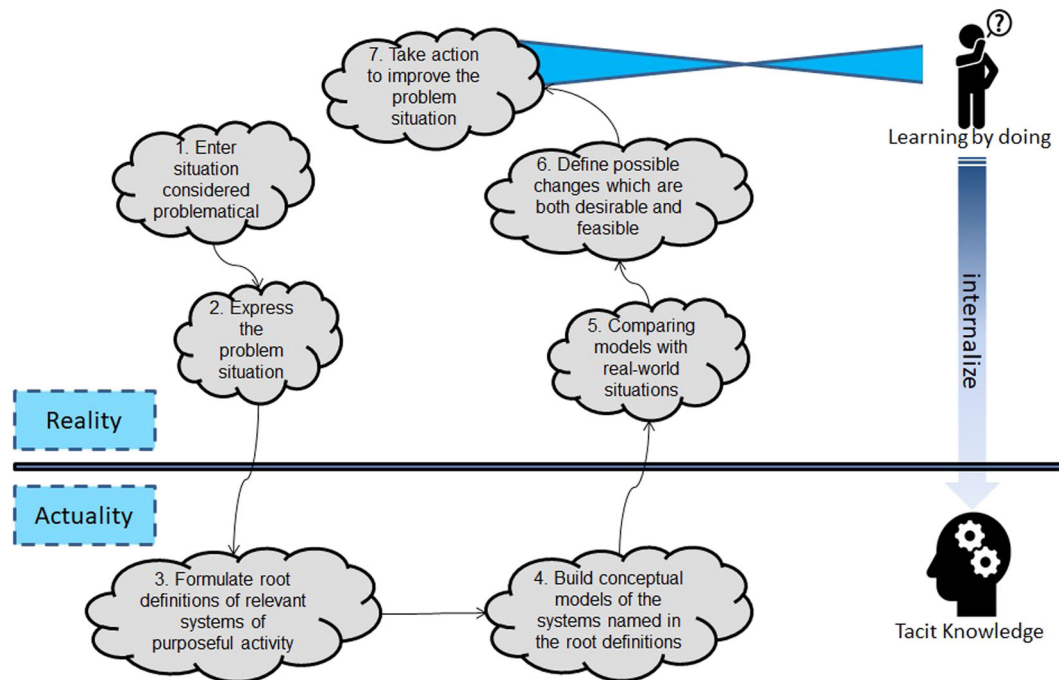 7. Take action
to improve the
problem
situation
?
Learning by doing
1. Enter
situation
considered
problematical
6. Define possible
changes which are
both desirable and
feasible
2. Express
the
problem
situation
5. Comparing
models with
real-world
situations
internalize
Reality
Actuality
3. Formulate root
definitions of relevant
systems of
purposeful activity
4. Build conceptual
models of the
systems named in
the root definitions
Tacit Knowledge